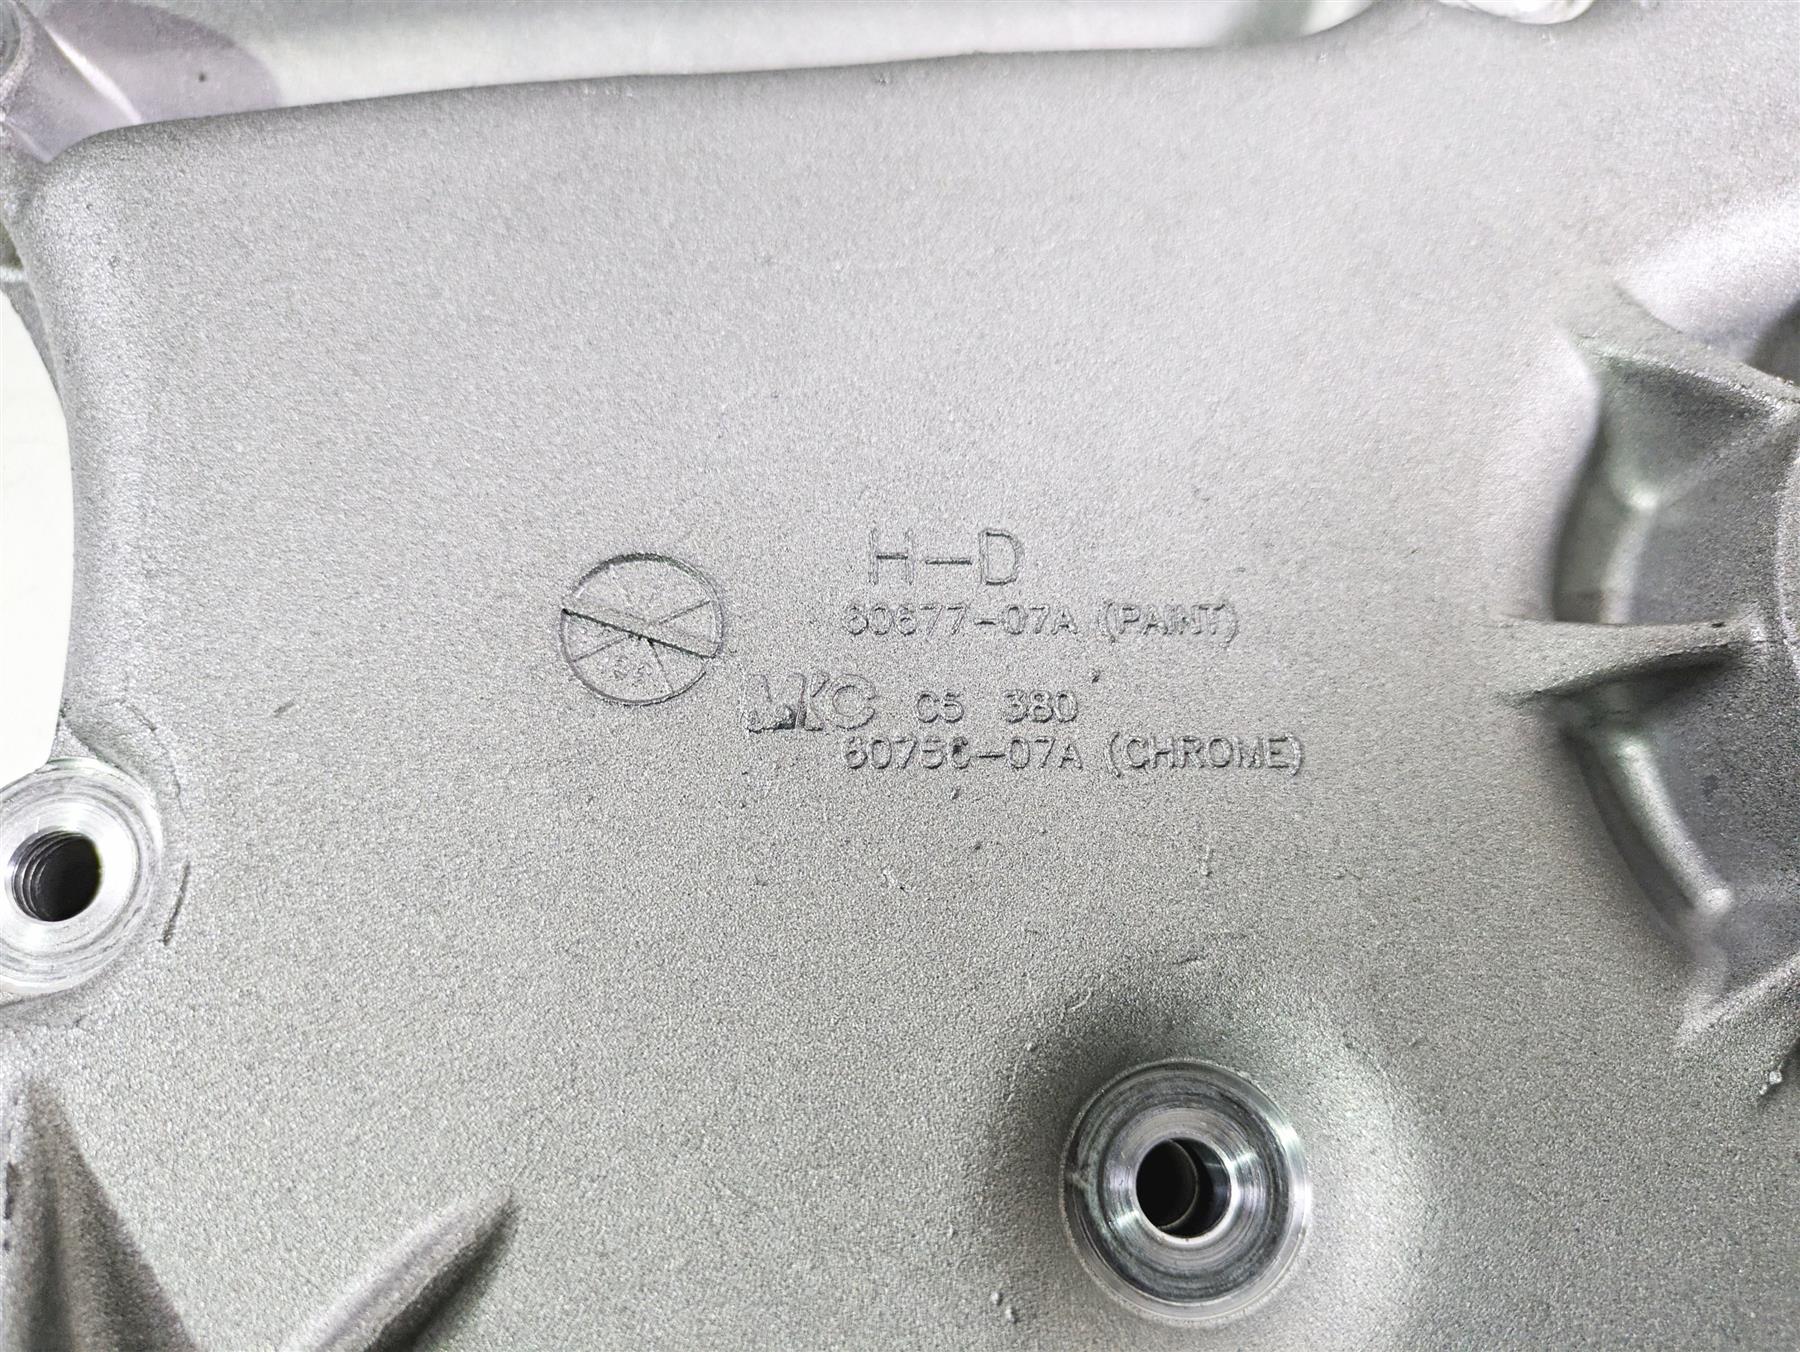 H-D
60677-07A (PAINT)
C5 380
60756-07A (CHROME)